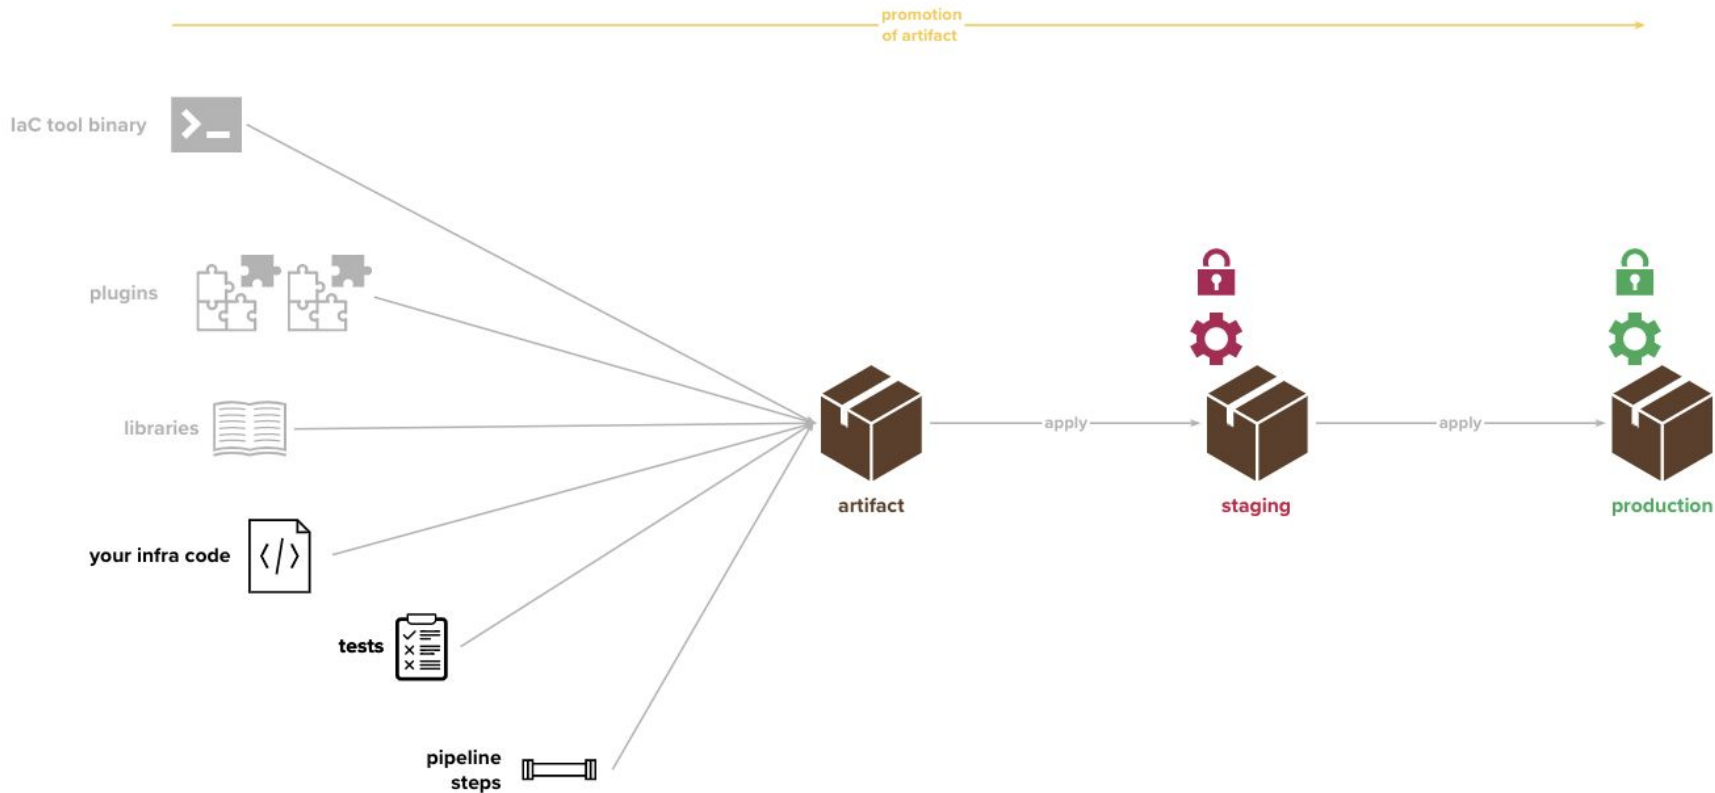 promotion
of artifact
IaC tool binary
plugins
libraries
apply
apply
artifact
staging
production
your infra code
tests
pipeline
steps